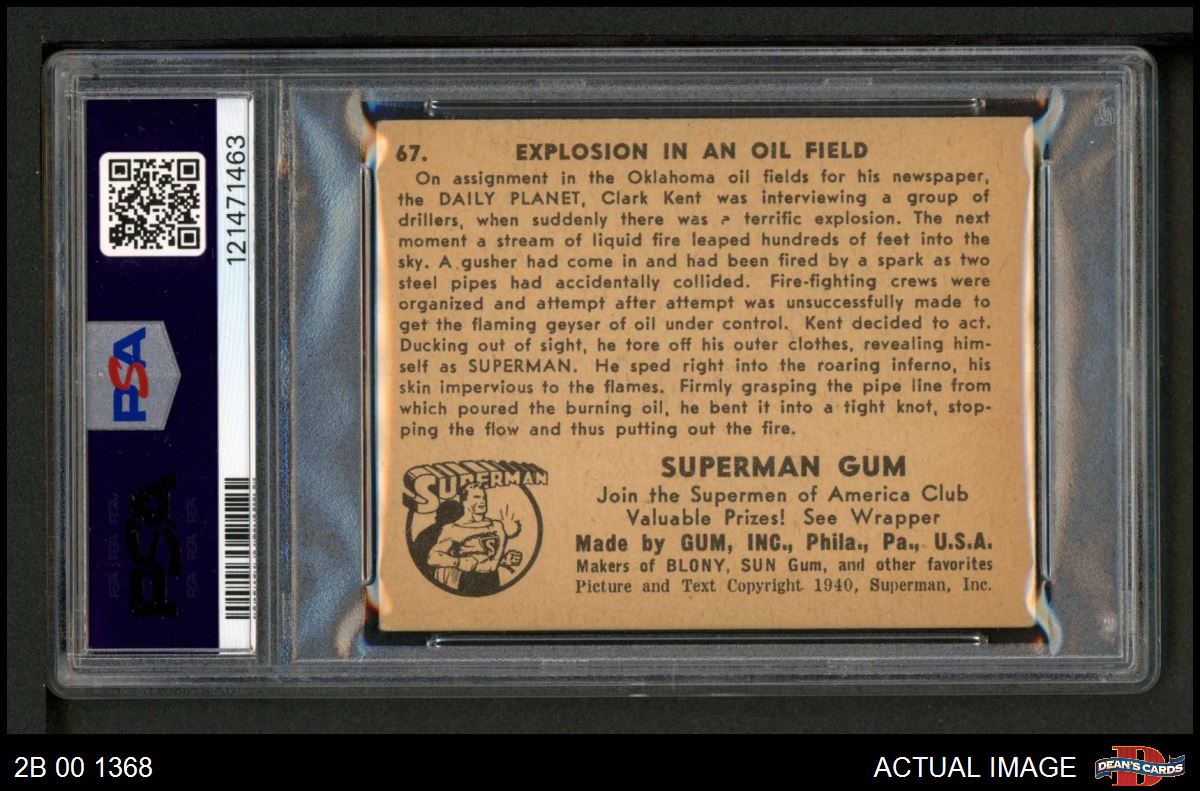 67. EXPLOSION IN AN OIL FIELD
On assignment in the Oklahoma oil fields for his newspaper,
the DAILY PLANET, Clark Kent was interviewing a group of
drillers, when suddenly there was a terrific explosion. The next
moment a stream of liquid fire leaped hundreds of feet into the
sky. A gusher had come in and had been fired by a spark as two
steel pipes had accidentally collided. Fire-fighting crews were
organized and attempt after attempt was unsuccessfully made to
get the flaming geyser of oil under control. Kent decided to act.
Ducking out of sight, he tore off his outer clothes, revealing him-
self as SUPERMAN. He sped right into the roaring inferno, his
skin impervious to the flames. Firmly grasping the pipe line from
which poured the burning oil, he bent it into a tight knot, stop-
ping the flow and thus putting out the fire.
SUPERMAN
SUPERMAN GUM
Join the Supermen of America Club
Valuable Prizes! See Wrapper
Made by GUM, INC., Phila., Pa., U.S.A.
Makers of BLONY, SUN Gum, and other favorites
Picture and Text Copyright 1940, Superman, Inc.
121471463
PSA
PSA
2B 00 1368
ACTUAL IMAGE
DEAN'S CARDS